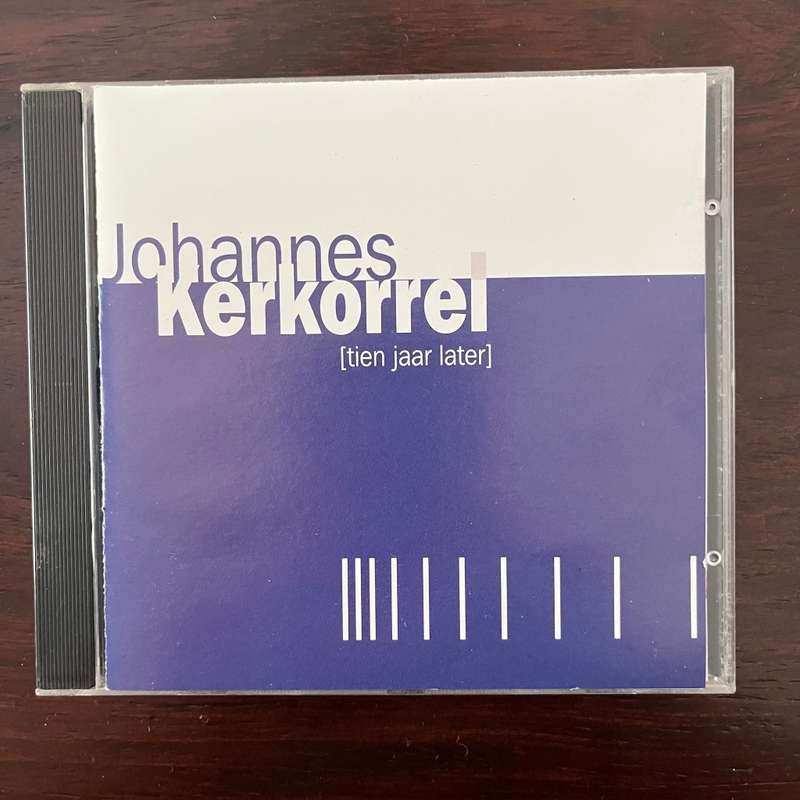 Johannes
Kerkorrel
[tien jaar later]